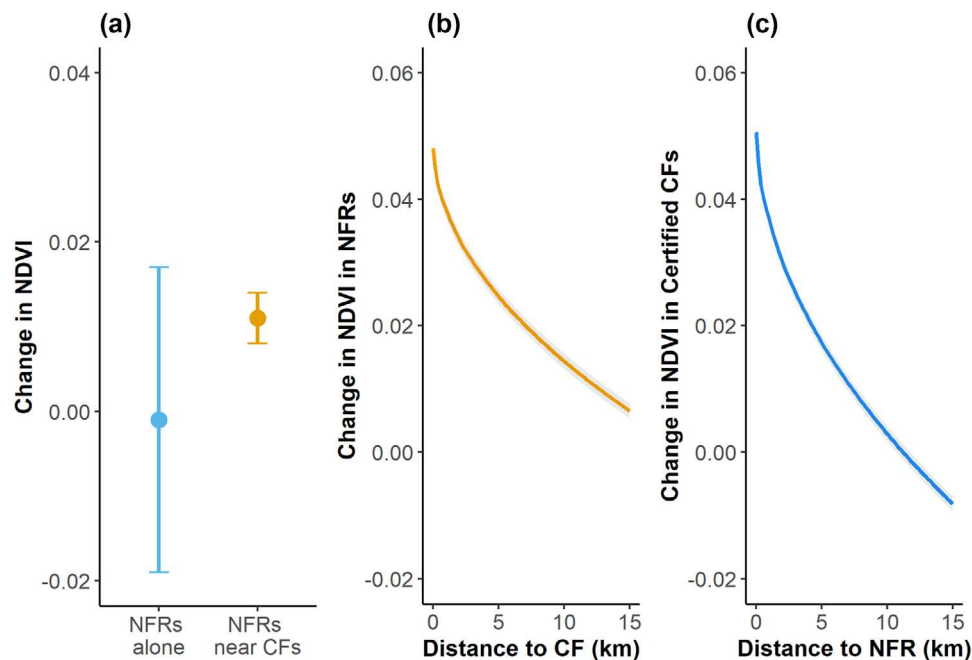 (a)
Change in NDVI
0.04
0.02
0.00
-0.02
NFRs
alone
NFRs
near CFs
(b)
Change in NDVI in NFRs
0.06
0.04
0.02
0.00
-0.02
0
5
10
15
Distance to CF (km)
(c)
Change in NDVI in Certified CFs
0.06
0.04
0.02
0.00
-0.02
0
5
10
15
Distance to NFR (km)